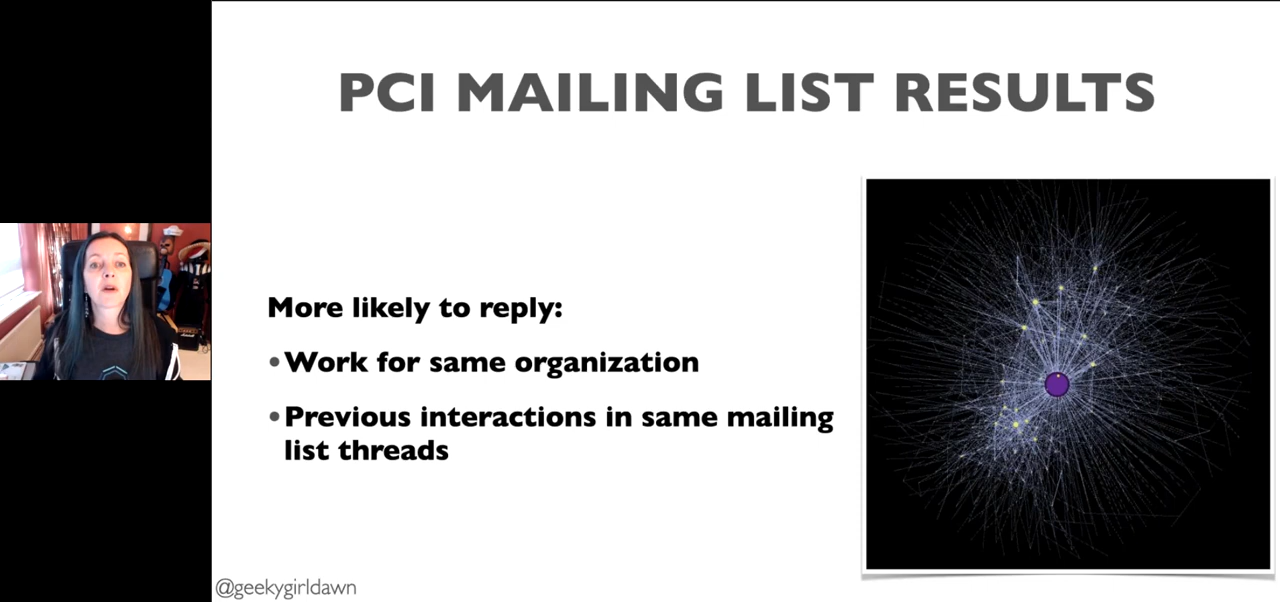 PCI MAILING LIST RESULTS
More likely to reply:
•Work for same organization
•Previous interactions in same mailing
list threads
@geekygirldawn